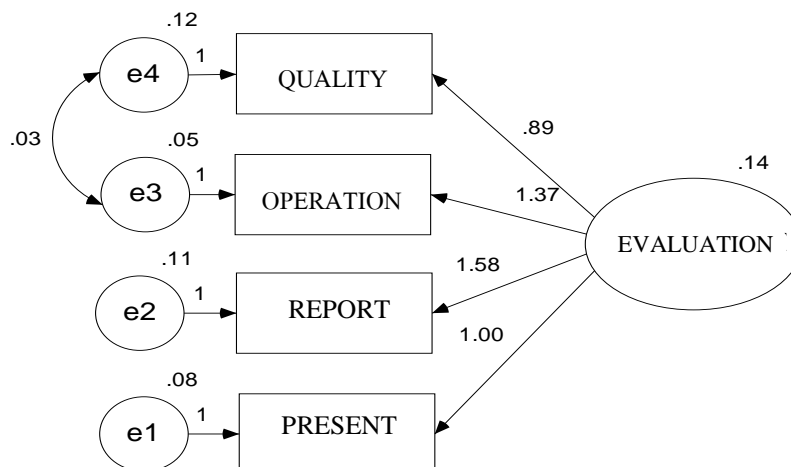 .12
e4
1
QUALITY
.89
.03
.05
e3
1
OPERATION
1.37
.14
EVALUATION
.11
e2
1
REPORT
1.58
1.00
.08
e1
1
PRESENT